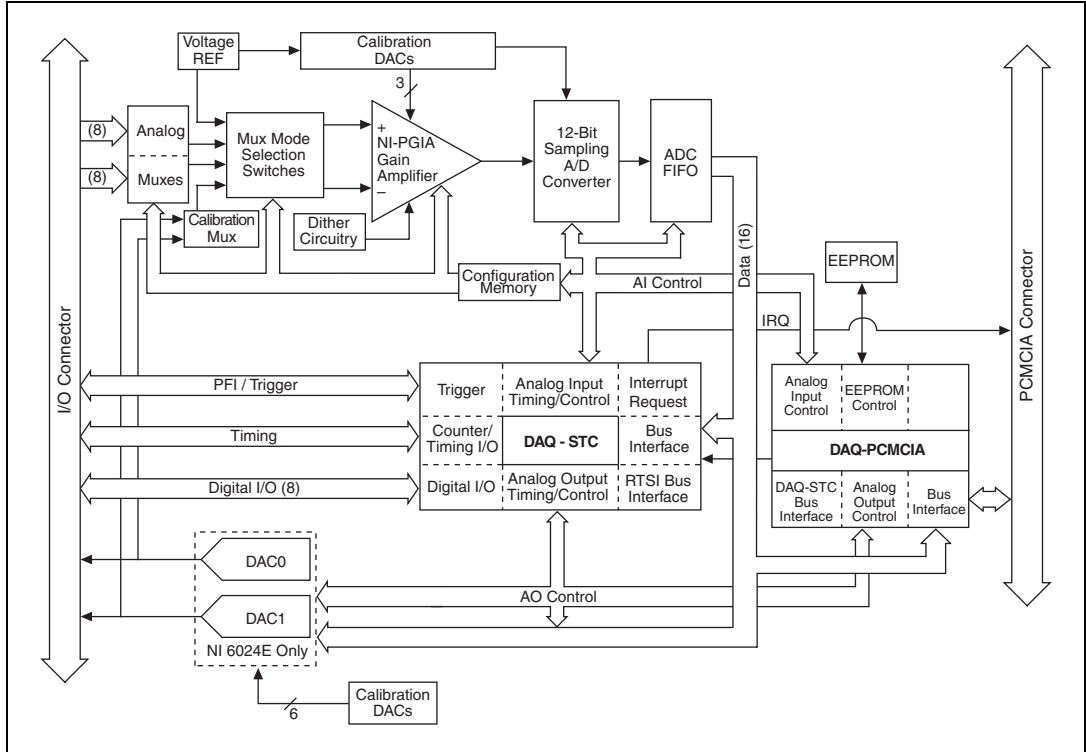 Voltage
REF
Calibration
DACs
3
(8)
(8)
Analog
Muxes
Mux Mode
Selection
Switches
+
NI-PGIA
Gain
Amplifier
–
12-Bit
Sampling
A/D
Converter
ADC
FIFO
Calibration
Mux
Dither
Circuitry
Configuration
Memory
AI Control
Data (16)
EEPROM
IRQ
I/O Connector
PCMCIA Connector
PFI / Trigger
Timing
Digital I/O (8)
Trigger
Analog Input
Timing/Control
Interrupt
Request
Counter/
Timing I/O
DAQ - STC
Bus
Interface
Digital I/O
Analog Output
Timing/Control
RTSI Bus
Interface
Analog
Input
Control
EEPROM
Control
DAQ-PCMCIA
DAQ-STC
Bus
Interface
Analog
Output
Control
Bus
Interface
DAC0
DAC1
NI 6024E Only
AO Control
6
Calibration
DACs